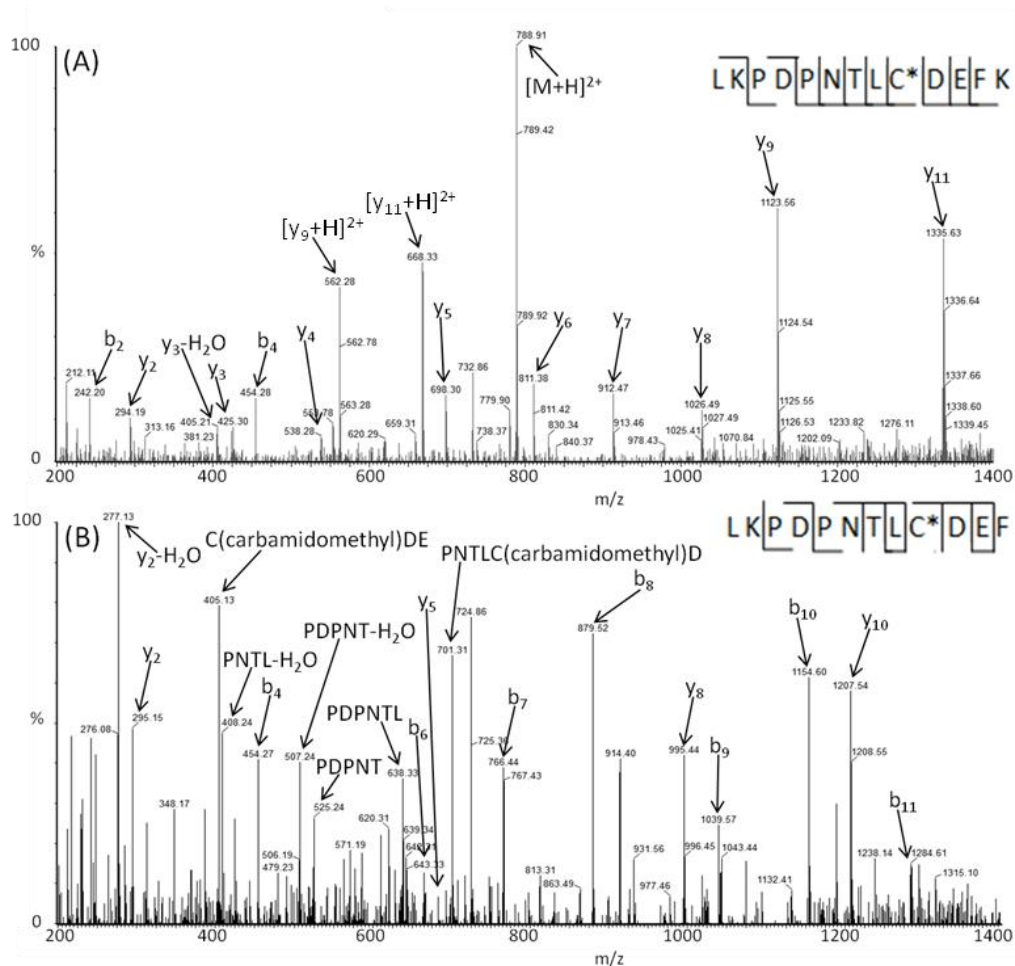 100
(A)
788.91
[M+H]2+
789.42
LKPDPNTLC*DEFK
y9
1123.56
y11
1335.63
[y11+H]2+
[y9+H]2+
668.33
562.28
%
y5
789.92
y6
y7
y8
1336.64
1124.54
y3-H2O
b4
y4
562.78
b2
y2
y3
212.11
242.20
294.19
454.28
732.86
698.30
811.38
912.47
1026.49
1337.66
405.21
425.30
563.28
779.90
811.42
1125.55
1338.60
313.16
381.23
538.28
620.29
659.31
738.37
830.34
840.37
913.46
978.43
1025.41
1027.49
1070.84
1126.53
1202.09
1233.82
1276.11
1339.45
0
200 400 600 800 1000 1200 1400
m/z
100
277.13
(B)
LKPDPNTLC*DEF
y2-H2O
C(carbamidomethyl)DE
PNTLC(carbamidomethyl)D
405.13
y5
724.86
b8
PDPNT-H2O
701.31
879.52
b10
y10
y2
PNTL-H2O
1154.60
1207.54
%
276.08
295.15
408.24
b4
PDPNTL
b6
725.36
b7
y8
454.27
507.24
638.33
766.44
767.43
914.40
995.44
b9
1208.55
PDPNT
525.24
348.17
620.31
639.34
1039.57
b11
506.19
479.23
571.19
643.33
813.31
863.49
931.56
977.46
996.45
1043.44
1132.41
1238.14
1284.61
1315.10
0
200 400 600 800 1000 1200 1400
m/z